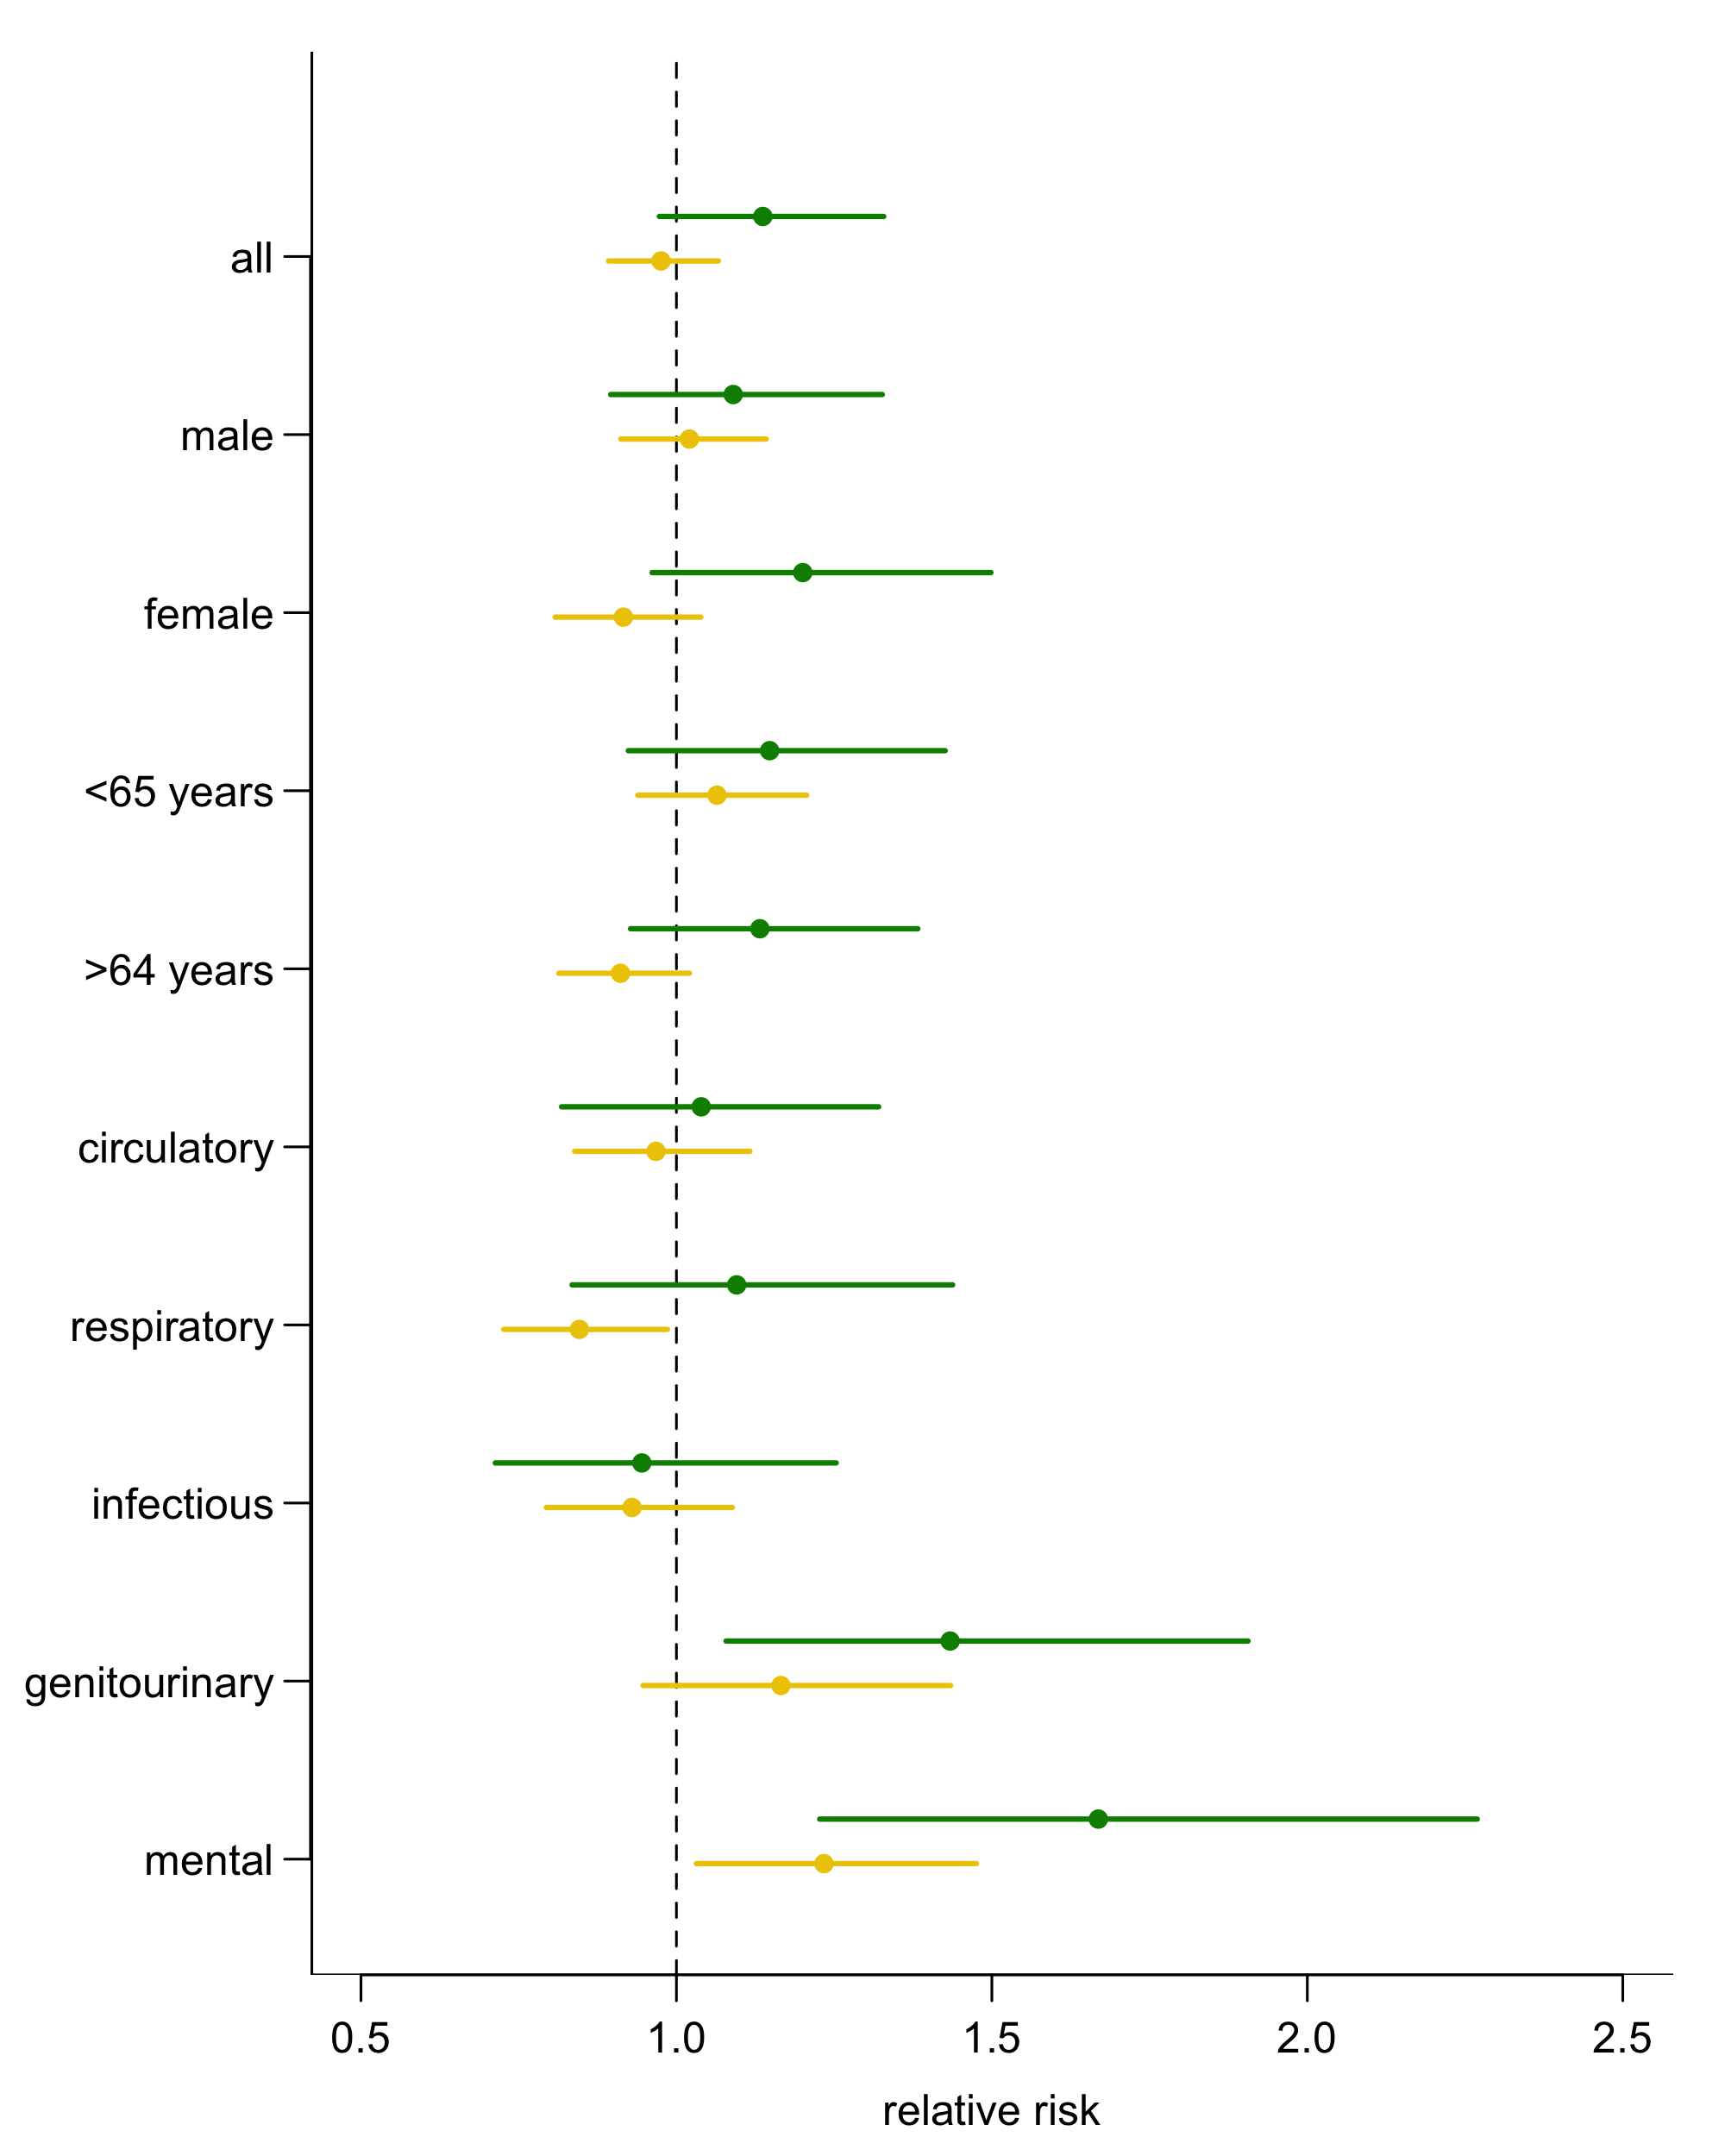 all
male
female
<65 years
>64 years
circulatory
respiratory
infectious
genitourinary
mental
0.5 1.0 1.5 2.0 2.5
relative risk